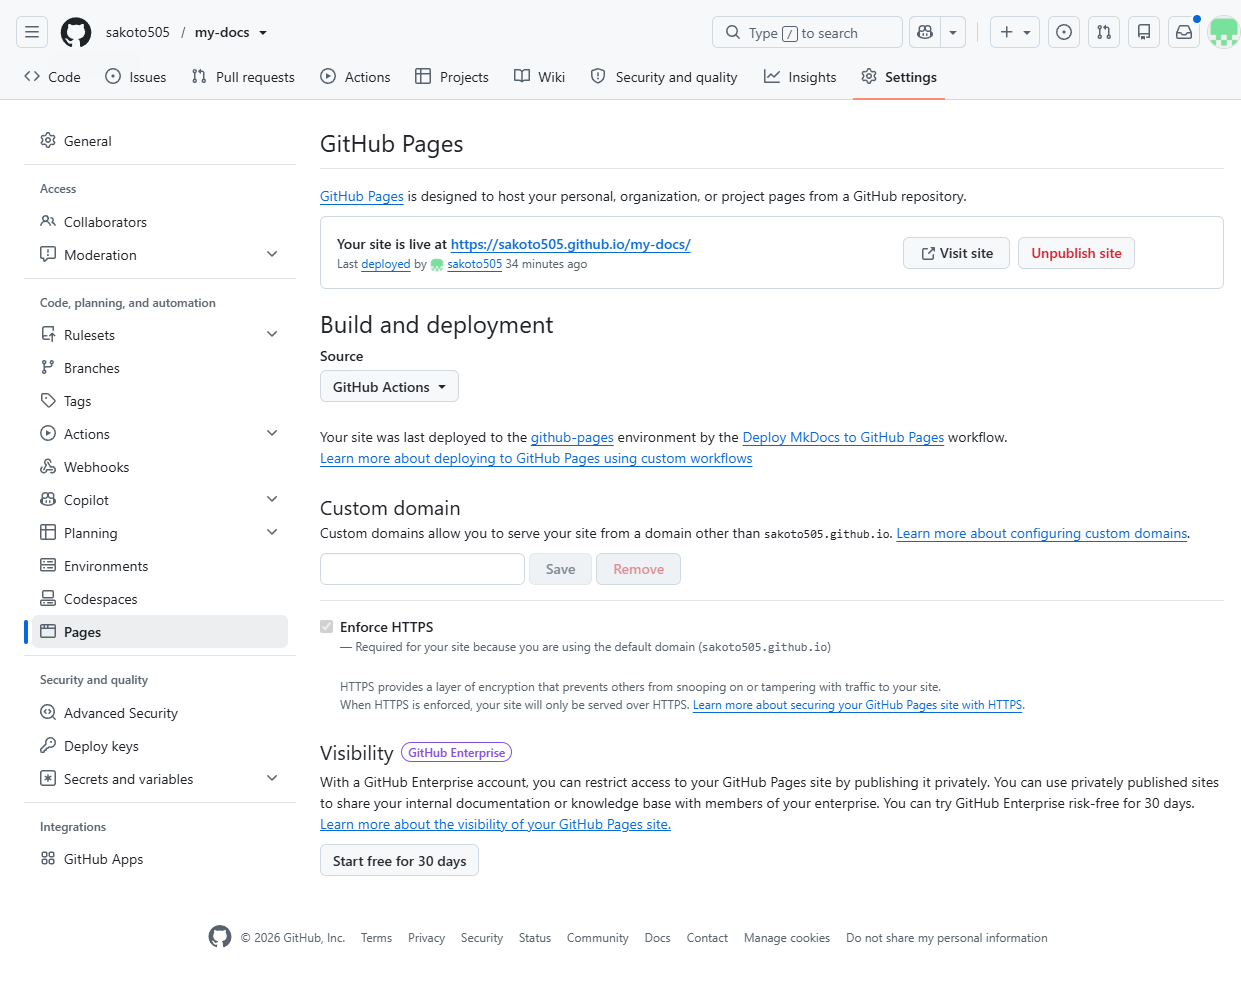 sakoto505 / my-docs
Type / to search
Code Issues Pull requests Actions Projects Wiki Security and quality Insights Settings
General
Access
Collaborators
Moderation
Code, planning, and automation
Rulesets
Branches
Tags
Actions
Webhooks
Copilot
Planning
Environments
Codespaces
Pages
Security and quality
Advanced Security
Deploy keys
Secrets and variables
Integrations
GitHub Apps
GitHub Pages
GitHub Pages is designed to host your personal, organization, or project pages from a GitHub repository.
Your site is live at https://sakoto505.github.io/my-docs/
Last deployed by sakoto505 34 minutes ago
Visit site
Unpublish site
Build and deployment
Source
GitHub Actions
Your site was last deployed to the github-pages environment by the Deploy MkDocs to GitHub Pages workflow.
Learn more about deploying to GitHub Pages using custom workflows
Custom domain
Custom domains allow you to serve your site from a domain other than sakoto505.github.io. Learn more about configuring custom domains.
Save
Remove
Enforce HTTPS
— Required for your site because you are using the default domain (sakoto505.github.io)
HTTPS provides a layer of encryption that prevents others from snooping on or tampering with traffic to your site.
When HTTPS is enforced, your site will only be served over HTTPS. Learn more about securing your GitHub Pages site with HTTPS.
Visibility GitHub Enterprise
With a GitHub Enterprise account, you can restrict access to your GitHub Pages site by publishing it privately. You can use privately published sites
to share your internal documentation or knowledge base with members of your enterprise. You can try GitHub Enterprise risk-free for 30 days.
Learn more about the visibility of your GitHub Pages site.
Start free for 30 days
© 2026 GitHub, Inc. Terms Privacy Security Status Community Docs Contact Manage cookies Do not share my personal information